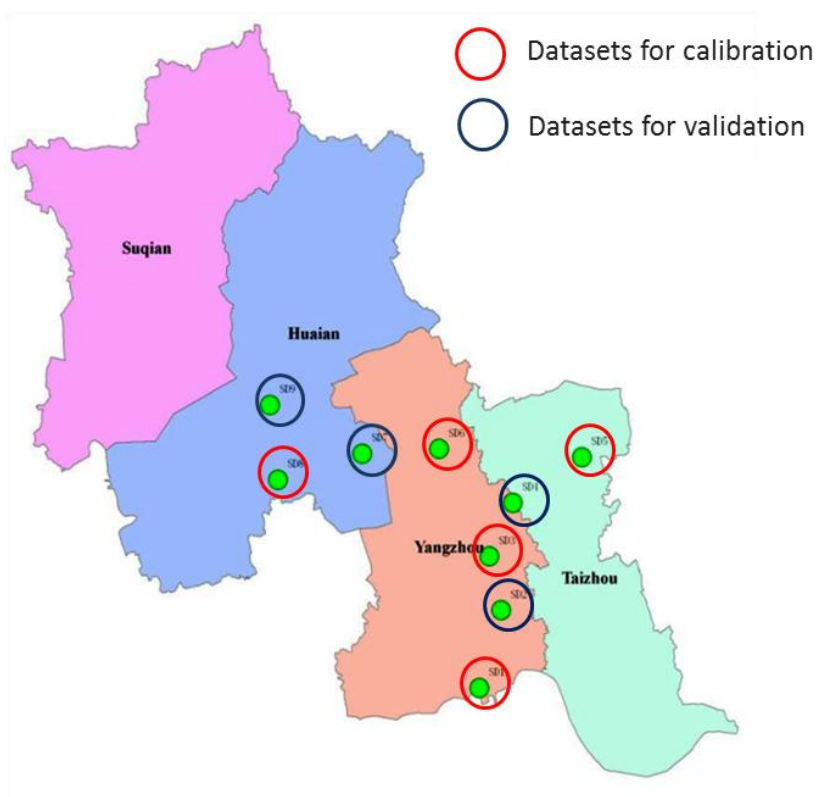 Datasets for calibration
Datasets for validation
Suqian
Huaian
SD9
SD6
SD5
SD8
SD4
Yangzhou
SD3
Taizhou
SD2
SD1